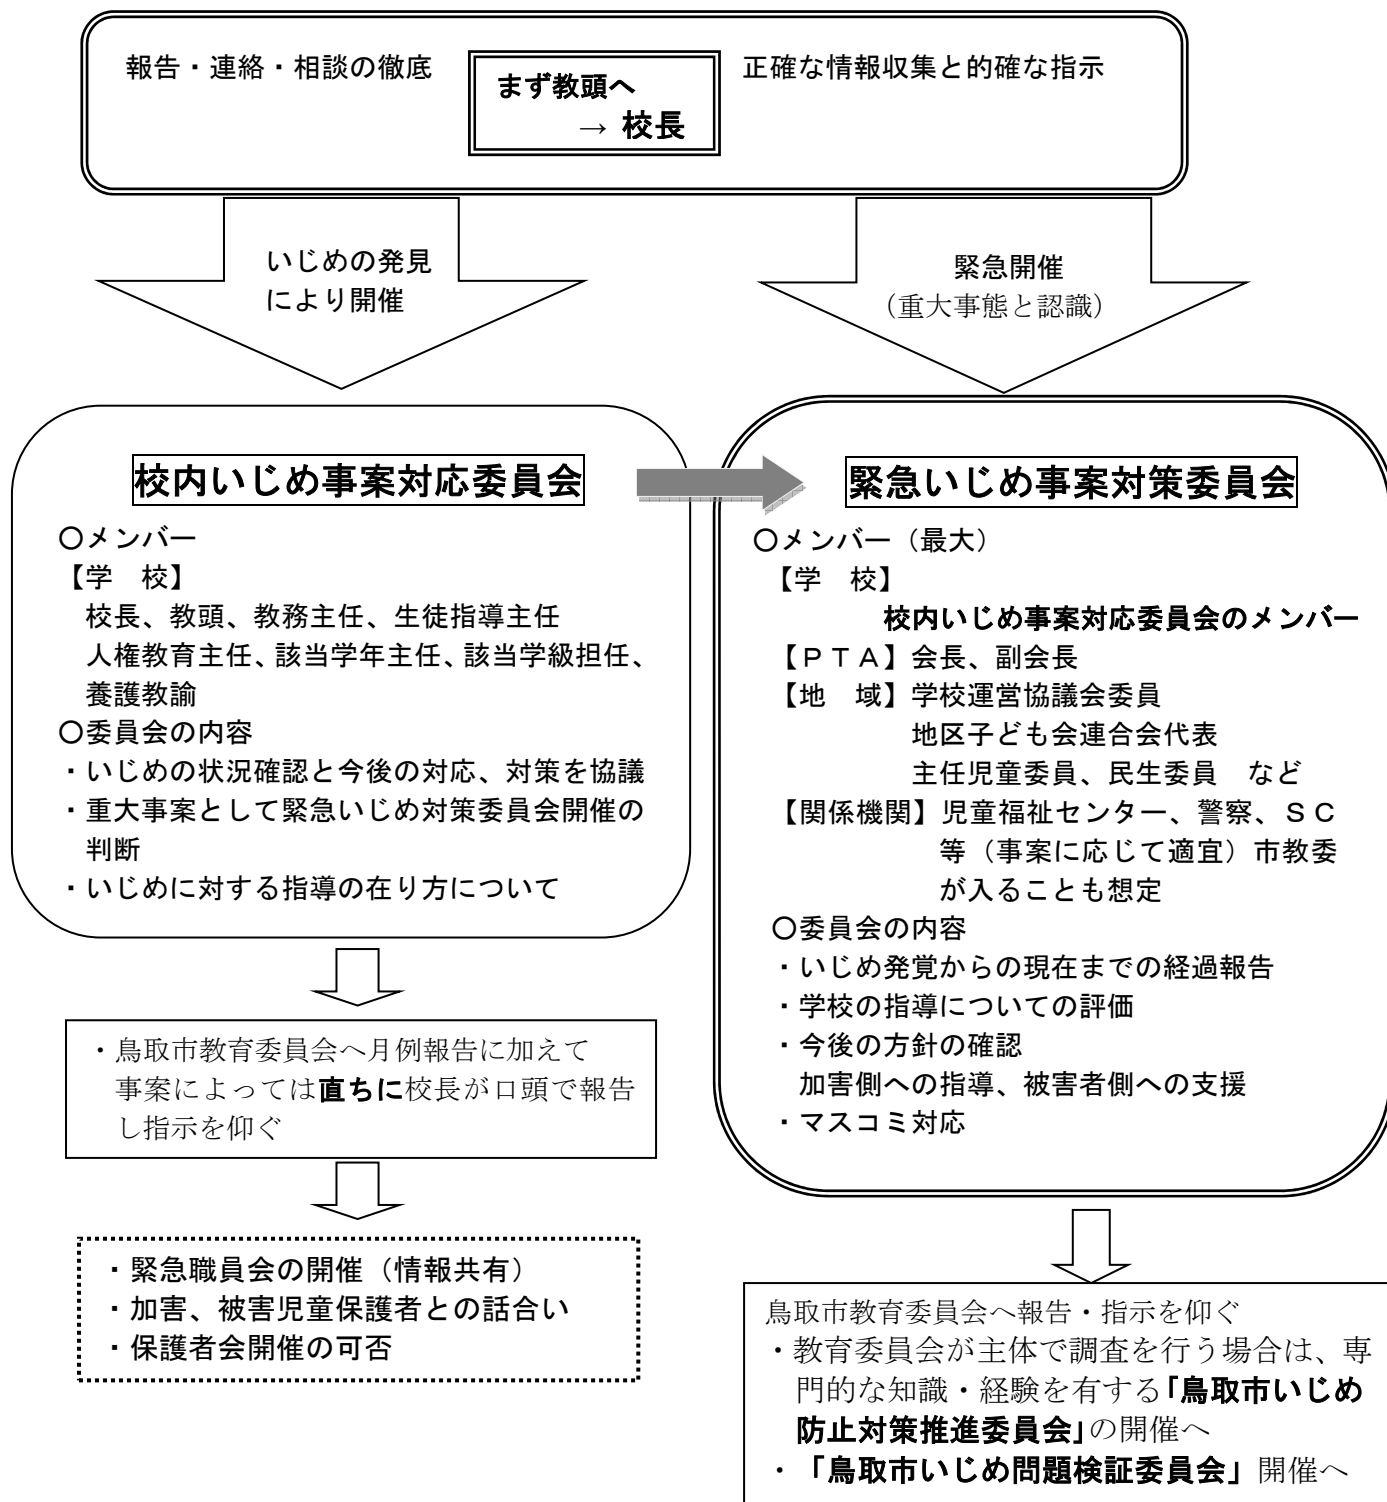 報告・連絡・相談の徹底
まず教頭へ
→ 校長
正確な情報収集と的確な指示
いじめの発見
により開催
緊急開催
（重大事態と認識）
校内いじめ事案対応委員会
〇メンバー
【学　校】
校長、教頭、教務主任、生徒指導主任
人権教育主任、該当学年主任、該当学級担任、
養護教諭
〇委員会の内容
・いじめの状況確認と今後の対応、対策を協議
・重大事案として緊急いじめ対策委員会開催の
判断
・いじめに対する指導の在り方について
・鳥取市教育委員会へ月例報告に加えて
事案によっては直ちに校長が口頭で報告
し指示を仰ぐ
・緊急職員会の開催（情報共有）
・加害、被害児童保護者との話合い
・保護者会開催の可否
緊急いじめ事案対策委員会
〇メンバー（最大）
【学　校】
校内いじめ事案対応委員会のメンバー
【ＰＴＡ】会長、副会長
【地　域】学校運営協議会委員
地区子ども会連合会代表
主任児童委員、民生委員　など
【関係機関】児童福祉センター、警察、ＳＣ
等（事案に応じて適宜）市教委
が入ることも想定
〇委員会の内容
・いじめ発覚からの現在までの経過報告
・学校の指導についての評価
・今後の方針の確認
加害側への指導、被害者側への支援
・マスコミ対応
鳥取市教育委員会へ報告・指示を仰ぐ
・教育委員会が主体で調査を行う場合は、専
門的な知識・経験を有する「鳥取市いじめ
防止対策推進委員会」の開催へ
・「鳥取市いじめ問題検証委員会」開催へ